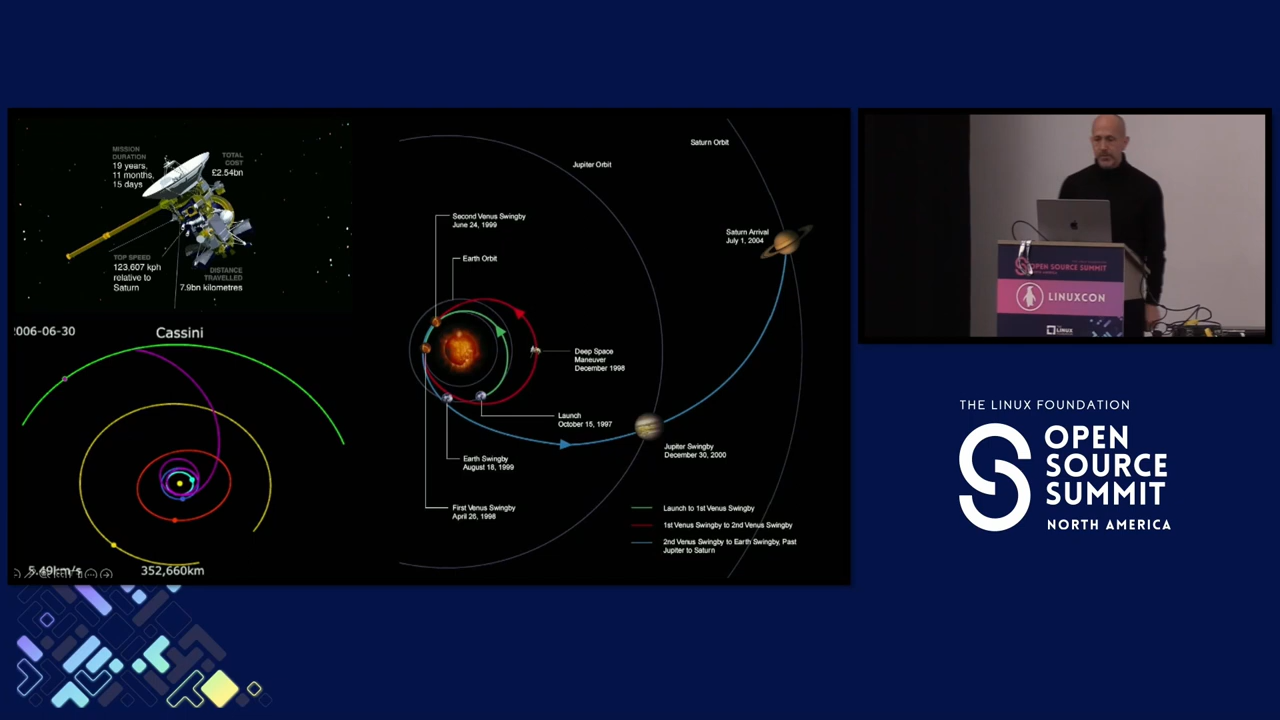 MISSION
DURATION
19 years,
11 months,
15 days
TOTAL
COST
£2.54bn
TOP SPEED
123,607 kph
relative to
Saturn
DISTANCE
TRAVELLED
7.9bn kilometres
2006-06-30
Cassini
5.49km/s
352,660km
Saturn Orbit
Jupiter Orbit
Second Venus Swingby
June 24, 1999
Earth Orbit
Saturn Arrival
July 1, 2004
Deep Space
Maneuver
December 1998
Launch
October 15, 1997
Jupiter Swingby
December 30, 2000
Earth Swingby
August 18, 1999
First Venus Swingby
April 26, 1998
Launch to 1st Venus Swingby
1st Venus Swingby to 2nd Venus Swingby
2nd Venus Swingby to Earth Swingby, Past
Jupiter to Saturn
OPEN SOURCE SUMMIT
LINUXCON
Linux
THE LINUX FOUNDATION
OPEN
SOURCE
SUMMIT
NORTH AMERICA